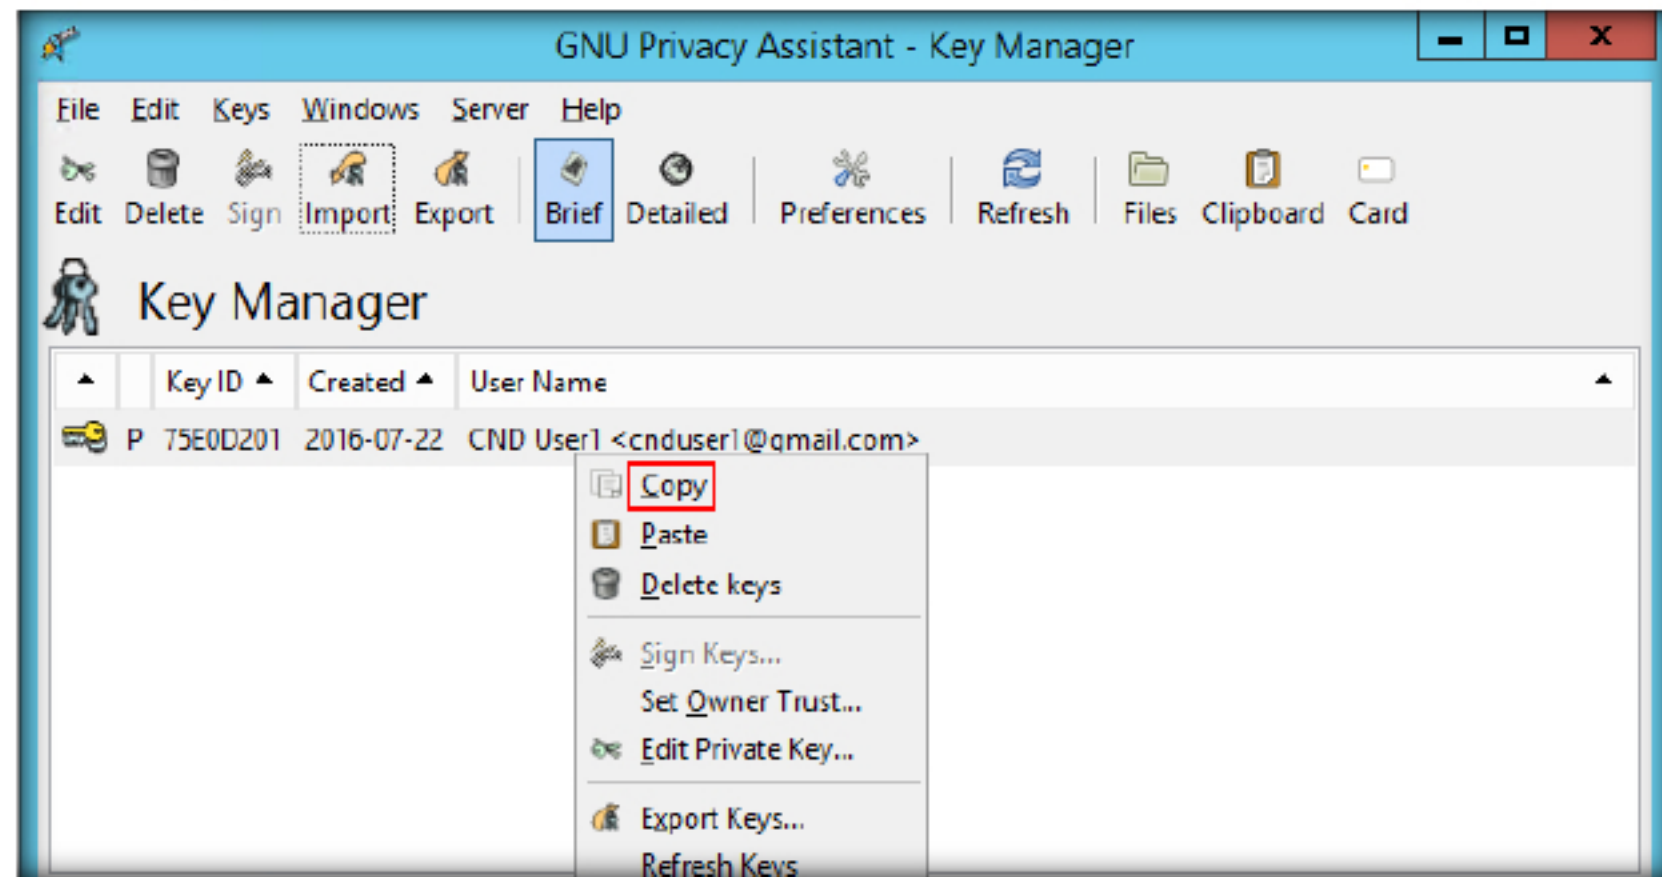 GNU Privacy Assistant - Key Manager
File Edit Keys Windows Server Help
Edit Delete Sign Import Export Brief Detailed Preferences Refresh Files Clipboard Card
Key Manager
Key ID Created User Name
P 75E0D201 2016-07-22 CND User1 <cnduser1@gmail.com>
Copy
Paste
Delete keys
Sign Keys...
Set Owner Trust...
Edit Private Key...
Export Keys...
Refresh Keys